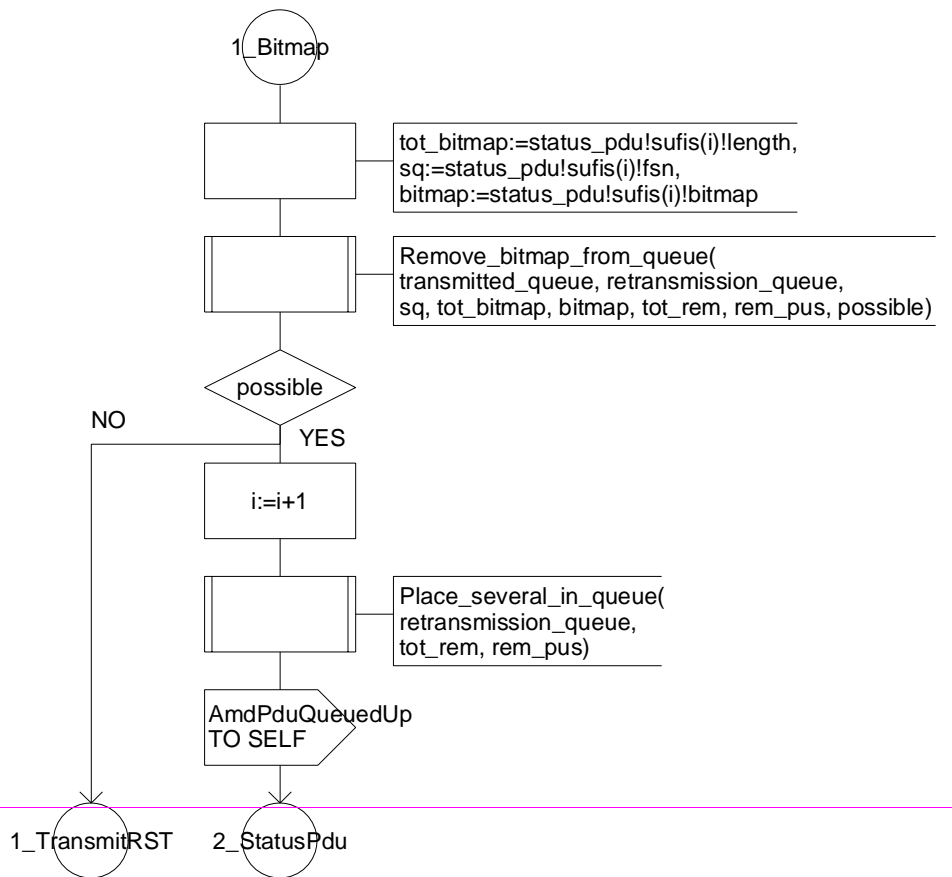 1_Bitmap
tot_bitmap:=status_pdu!sufis(i)!length,
sq:=status_pdu!sufis(i)!fsn,
bitmap:=status_pdu!sufis(i)!bitmap
Remove_bitmap_from_queue(
transmitted_queue, retransmission_queue,
sq, tot_bitmap, bitmap, tot_rem, rem_pus, possible)
possible
NO
YES
i:=i+1
Place_several_in_queue(
retransmission_queue,
tot_rem, rem_pus)
AmdPduQueuedUp
TO SELF
1_TransmitRST
2_StatusPdu